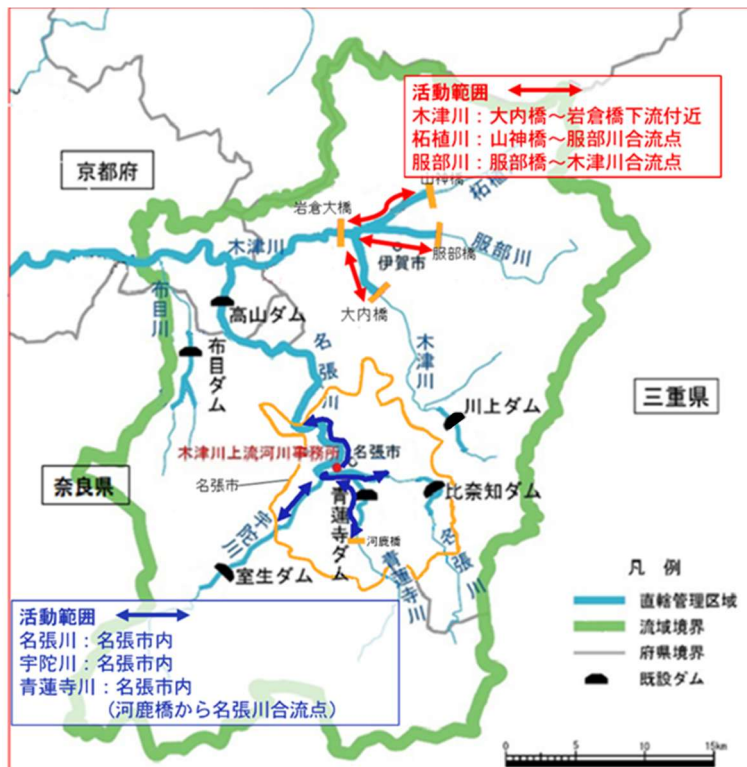 活動範囲
木津川：大内橋～岩倉橋下流付近
柘植川：山神橋～服部川合流点
服部川：服部橋～木津川合流点
京都府
山神橋
柘植
岩倉大橋
木津川
服部川
伊賀市
服部橋
布目川
大内橋
高山ダム
布目ダム
名張川
木津川
川上ダム
三重県
木津川上流河川事務所
名張市
奈良県
名張市
青蓮寺ダム
比奈知ダム
宇陀川
河鹿橋
室生ダム
青蓮寺川
名張川
凡例
直轄管理区域
流域境界
府県境界
既設ダム
活動範囲
名張川：名張市内
宇陀川：名張市内
青蓮寺川：名張市内
（河鹿橋から名張川合流点）
0 5 10 15km